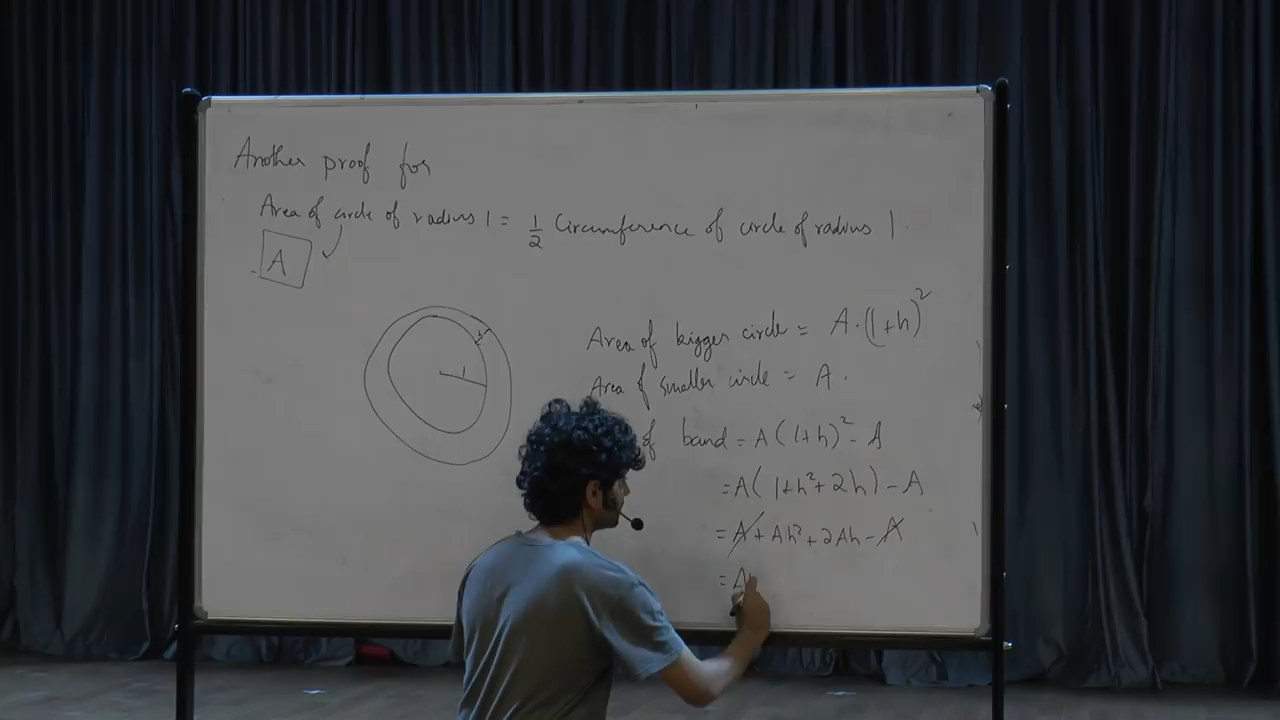 Another proof for
Area of circle of radius 1 = 1/2 Circumference of circle of radius 1.
A
1
h
Area of bigger circle = A·(1+h)²
Area of smaller circle = A.
of band = A(1+h)² - A
= A(1+h²+2h) - A
= A + Ah² + 2Ah - A
= A